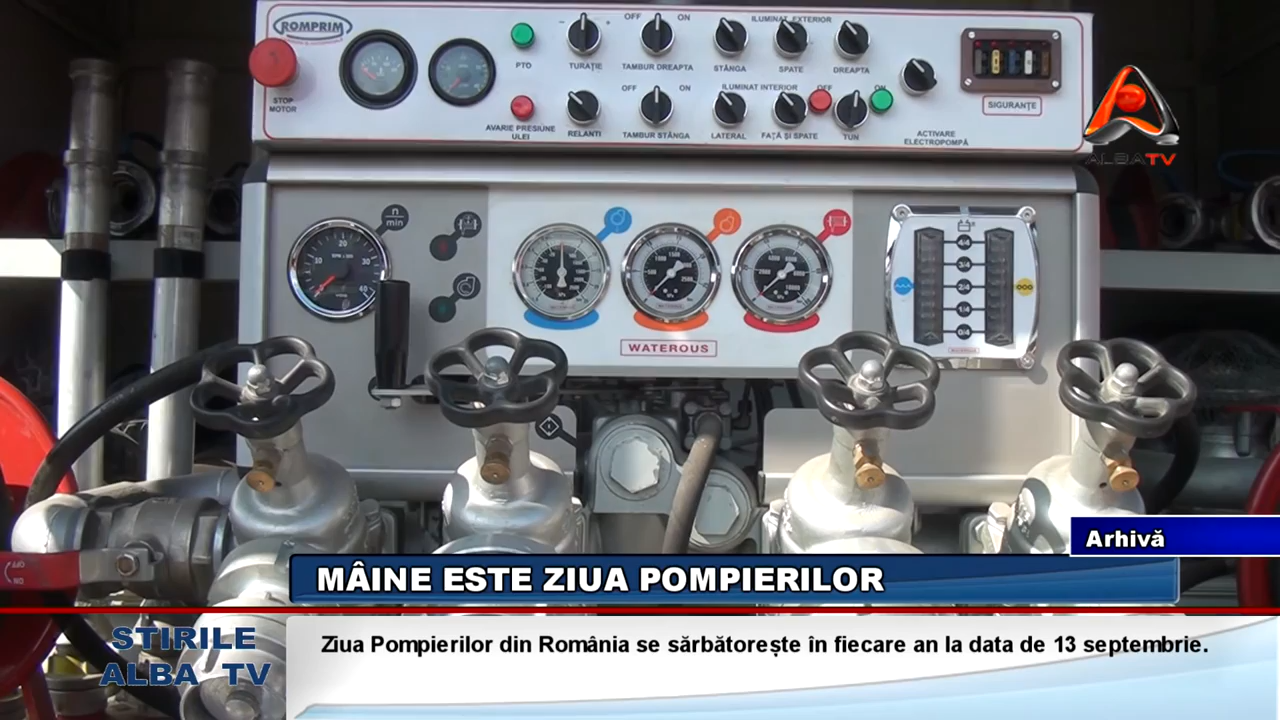 ROMPRIM
OFF ON
ILUMINAT EXTERIOR
PTO
TURAȚIE
TAMBUR DREAPTA
STÂNGA
SPATE
DREAPTA
STOP
MOTOR
SIGURANȚE
OFF ON
ILUMINAT INTERIOR
OFF ON
AVARIE PRESIUNE
ULEI
RELANTI
TAMBUR STÂNGA
LATERAL
FAȚĂ ȘI SPATE
TUN
ACTIVARE
ELECTROPOMPĂ
ALBA TV
n
min
4/4
3/4
2/4
1/4
0/4
WATEROUS
Arhivă
MÂINE ESTE ZIUA POMPIERILOR
STIRILE
ALBA TV
Ziua Pompierilor din România se sărbătorește în fiecare an la data de 13 septembrie.